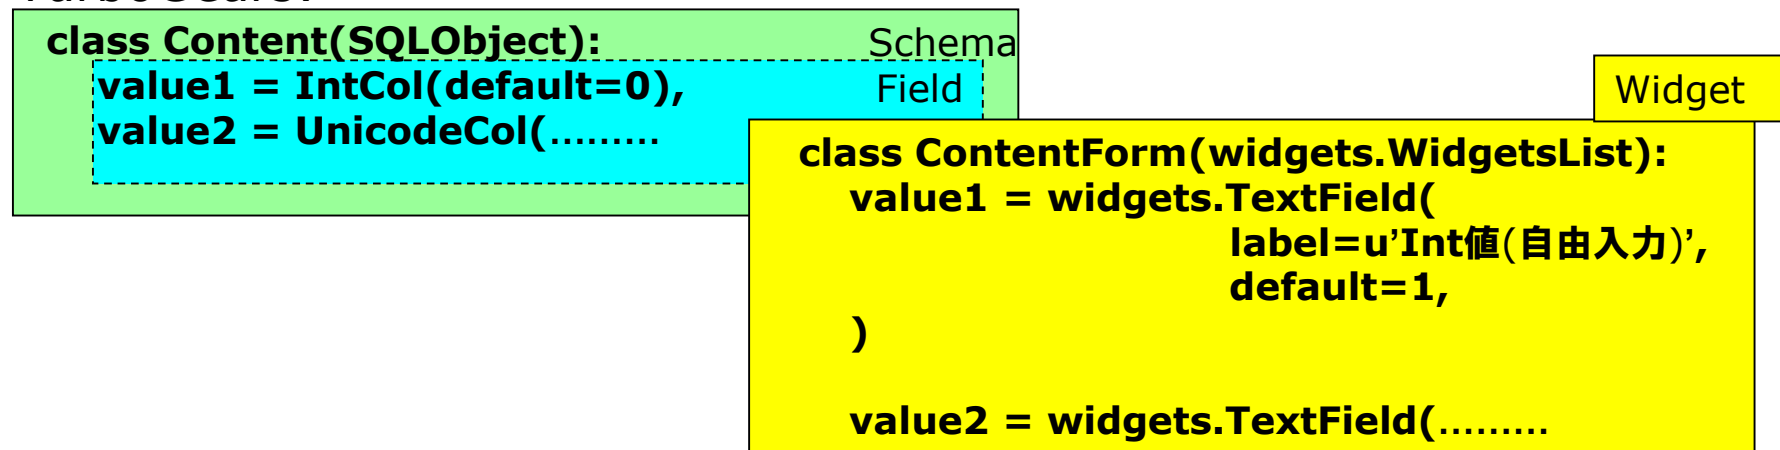 class Content(SQLObject):
Schema
value1 = IntCol(default=0),
Field
value2 = UnicodeCol(.........
Widget
class ContentForm(widgets.WidgetsList):
value1 = widgets.TextField(
label=u’Int値(自由入力)’,
default=1,
)
value2 = widgets.TextField(.........